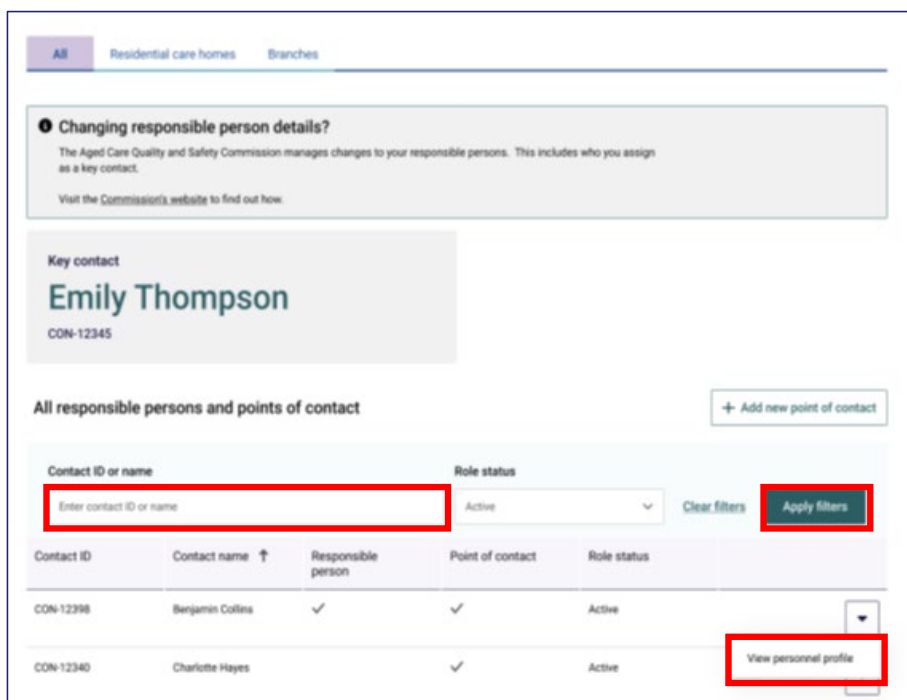 All Residential care homes Branches
Changing responsible person details?
The Aged Care Quality and Safety Commission manages changes to your responsible persons. This includes who you assign
as a key contact.
Visit the Commission's website to find out how.
Key contact
Emily Thompson
CON-12345
All responsible persons and points of contact
+ Add new point of contact
Contact ID or name Role status
Enter contact ID or name Active Clear filters Apply filters
Contact ID Contact name ↑ Responsible person Point of contact Role status
CON-12398 Benjamin Collins ✓ ✓ Active
View personnel profile
CON-12340 Charlotte Hayes ✓ Active